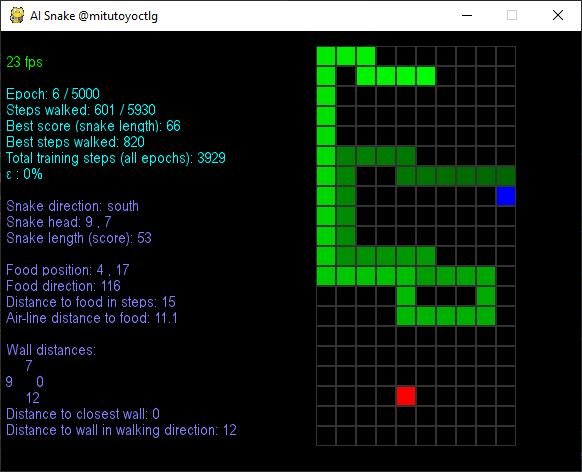 AI Snake @mitutoyoctlg
23 fps
Epoch: 6 / 5000
Steps walked: 601 / 5930
Best score (snake length): 66
Best steps walked: 820
Total training steps (all epochs): 3929
ε : 0%
Snake direction: south
Snake head: 9 , 7
Snake length (score): 53
Food position: 4 , 17
Food direction: 116
Distance to food in steps: 15
Air-line distance to food: 11.1
Wall distances:
7
9 0
12
Distance to closest wall: 0
Distance to wall in walking direction: 12